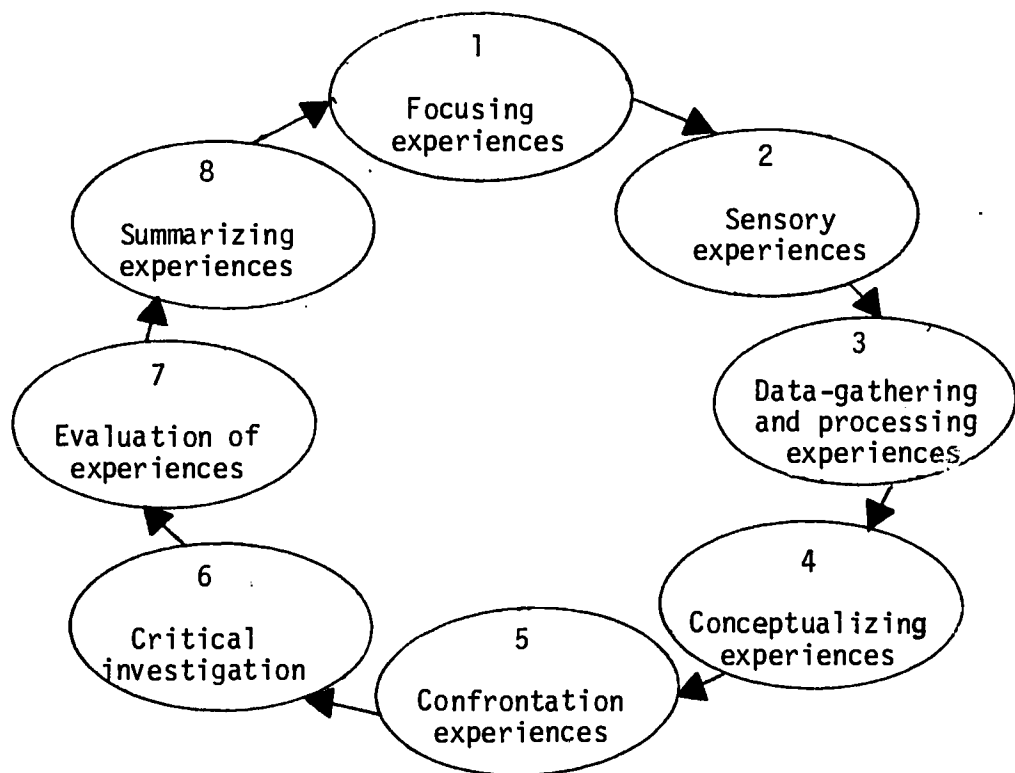 1
Focusing
experiences
2
Sensory
experiences
3
Data-gathering
and processing
experiences
4
Conceptualizing
experiences
5
Confrontation
experiences
6
Critical
investigation
7
Evaluation of
experiences
8
Summarizing
experiences